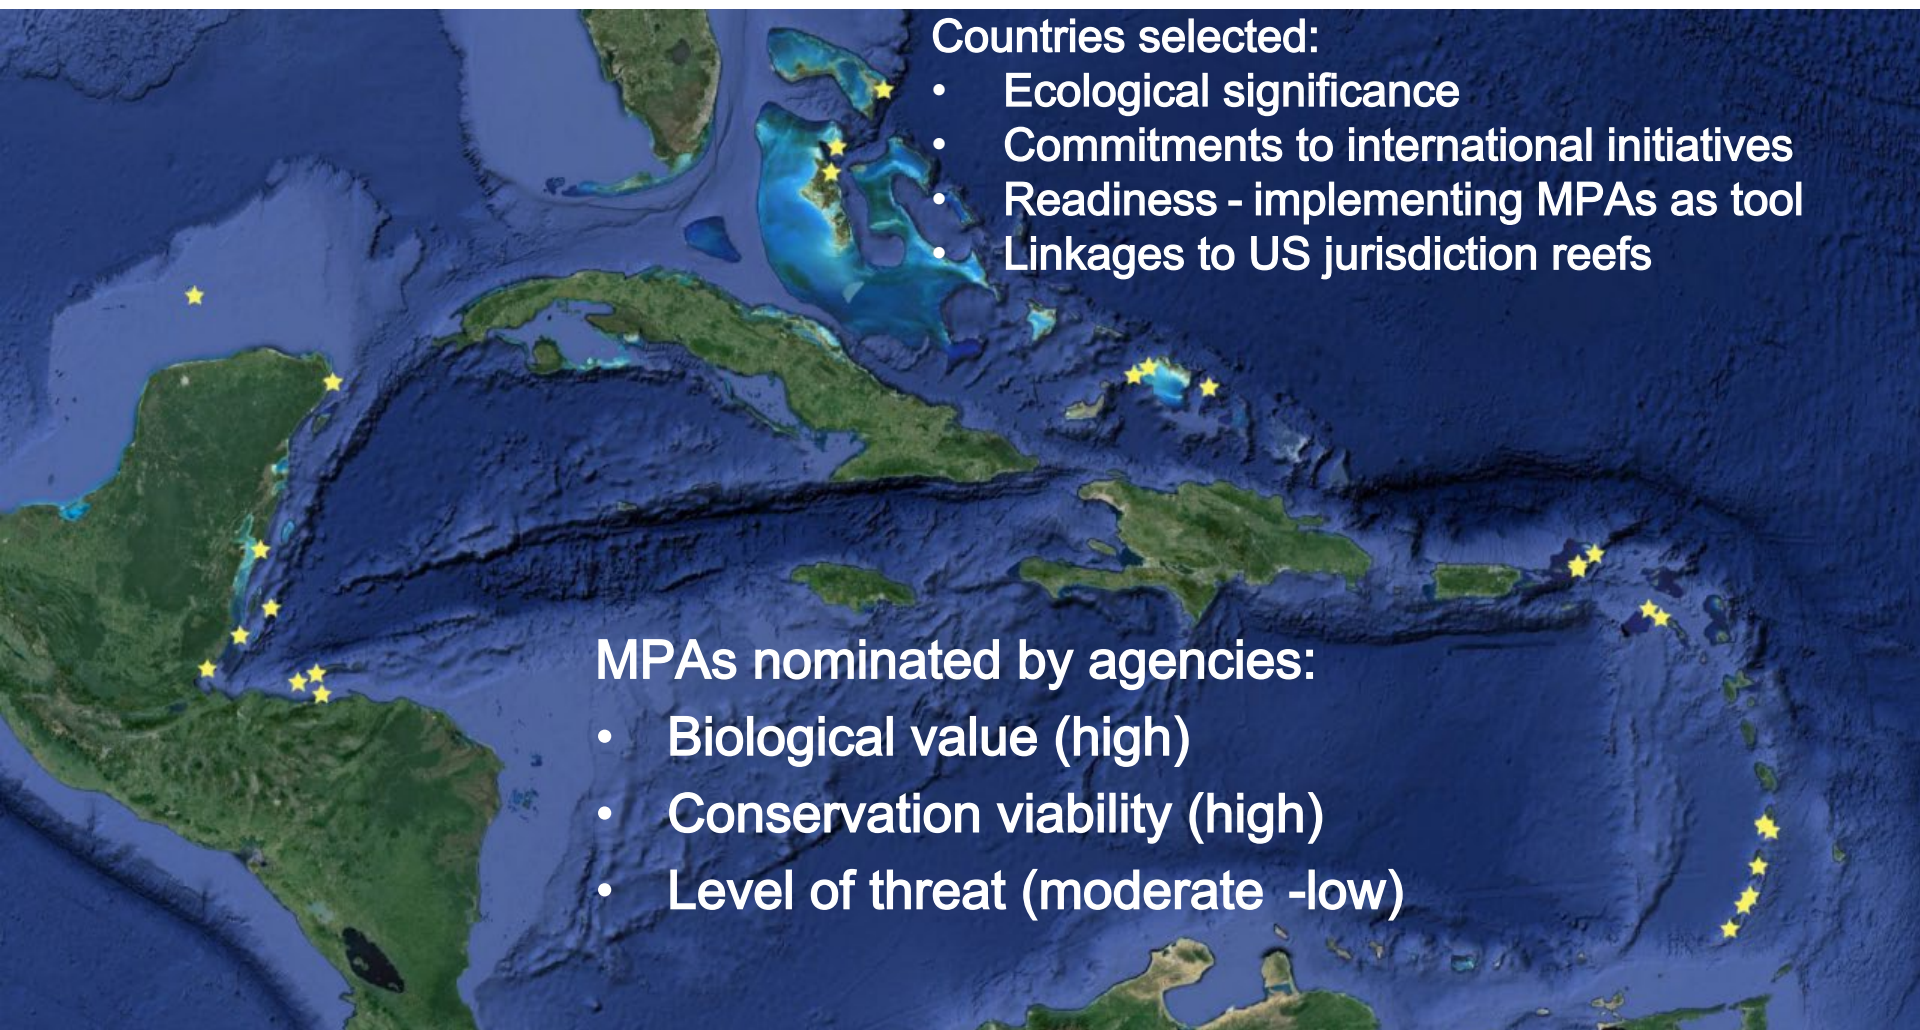 Countries selected:
• Ecological significance
• Commitments to international initiatives
• Readiness - implementing MPAs as tool
• Linkages to US jurisdiction reefs
MPAs nominated by agencies:
• Biological value (high)
• Conservation viability (high)
• Level of threat (moderate -low)